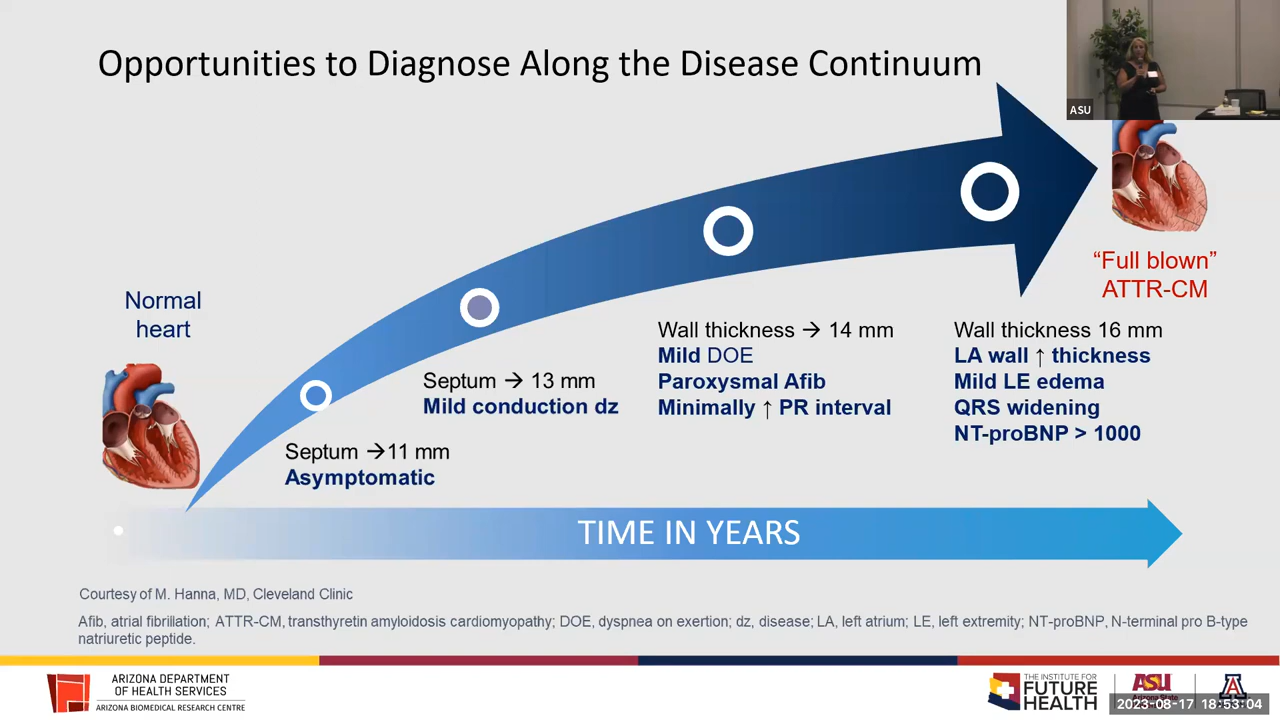 Opportunities to Diagnose Along the Disease Continuum
ASU
Normal
heart
"Full blown"
ATTR-CM
Septum →11 mm
Asymptomatic
Septum → 13 mm
Mild conduction dz
Wall thickness → 14 mm
Mild DOE
Paroxysmal Afib
Minimally ↑ PR interval
Wall thickness 16 mm
LA wall ↑ thickness
Mild LE edema
QRS widening
NT-proBNP > 1000
TIME IN YEARS
Courtesy of M. Hanna, MD, Cleveland Clinic
Afib, atrial fibrillation; ATTR-CM, transthyretin amyloidosis cardiomyopathy; DOE, dyspnea on exertion; dz, disease; LA, left atrium; LE, left extremity; NT-proBNP, N-terminal pro B-type
natriuretic peptide.
ARIZONA DEPARTMENT
OF HEALTH SERVICES
ARIZONA BIOMEDICAL RESEARCH CENTRE
THE INSTITUTE FOR
FUTURE
HEALTH
ASU
A
2023-08-17 18:53:04